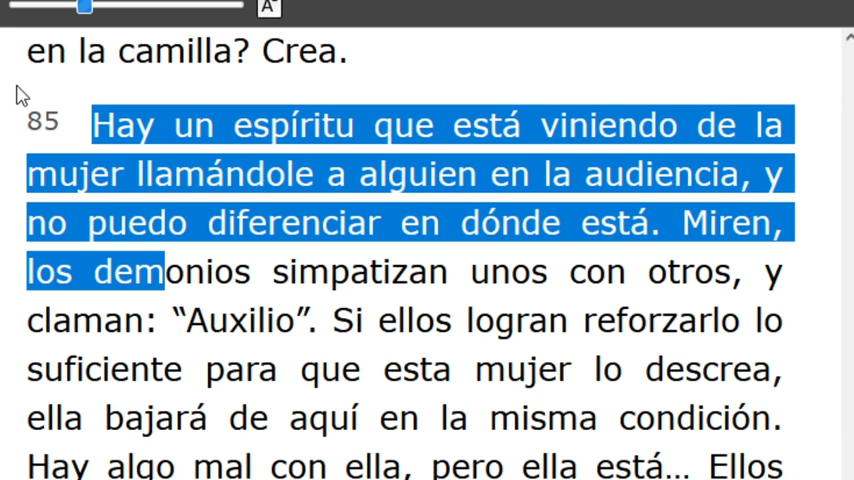 A
en la camilla? Crea.
85 Hay un espíritu que está viniendo de la
mujer llamándole a alguien en la audiencia, y
no puedo diferenciar en dónde está. Miren,
los demonios simpatizan unos con otros, y
claman: “Auxilio”. Si ellos logran reforzarlo lo
suficiente para que esta mujer lo descrea,
ella bajará de aquí en la misma condición.
Hay algo mal con ella, pero ella está... Ellos